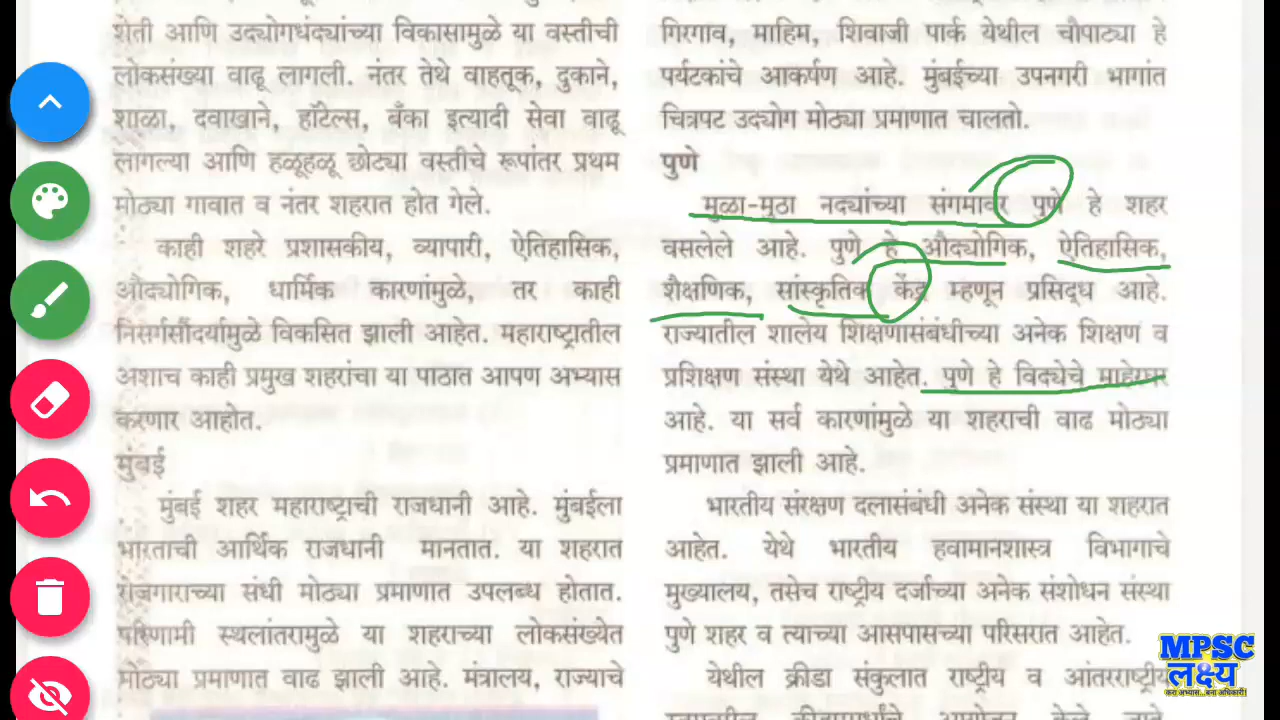 शेती आणि उद्योगधंद्यांच्या विकासामुळे या वस्तीची
लोकसंख्या वाढू लागली. नंतर तेथे वाहतूक, दुकाने,
शाळा, दवाखाने, हॉटेल्स, बँका इत्यादी सेवा वाढू
लागल्या आणि हळूहळू छोट्या वस्तीचे रूपांतर प्रथम
मोठ्या गावात व नंतर शहरात होत गेले.
काही शहरे प्रशासकीय, व्यापारी, ऐतिहासिक,
औद्योगिक, धार्मिक कारणांमुळे, तर काही
निसर्गसौंदर्यामुळे विकसित झाली आहेत. महाराष्ट्रातील
अशाच काही प्रमुख शहरांचा या पाठात आपण अभ्यास
करणार आहोत.
मुंबई
मुंबई शहर महाराष्ट्राची राजधानी आहे. मुंबईला
भारताची आर्थिक राजधानी मानतात. या शहरात
रोजगाराच्या संधी मोठ्या प्रमाणात उपलब्ध होतात.
परिणामी स्थलांतरामुळे या शहराच्या लोकसंख्येत
मोठ्या प्रमाणात वाढ झाली आहे. मंत्रालय, राज्याचे
गिरगाव, माहिम, शिवाजी पार्क येथील चौपाट्या हे
पर्यटकांचे आकर्षण आहे. मुंबईच्या उपनगरी भागांत
चित्रपट उद्योग मोठ्या प्रमाणात चालतो.
पुणे
मुळा-मुठा नद्यांच्या संगमावर पुणे हे शहर
वसलेले आहे. पुणे हे औद्योगिक, ऐतिहासिक,
शैक्षणिक, सांस्कृतिक केंद्र म्हणून प्रसिद्ध आहे.
राज्यातील शालेय शिक्षणासंबंधीच्या अनेक शिक्षण व
प्रशिक्षण संस्था येथे आहेत. पुणे हे विद्येचे माहेरघर
आहे. या सर्व कारणांमुळे या शहराची वाढ मोठ्या
प्रमाणात झाली आहे.
भारतीय संरक्षण दलासंबंधी अनेक संस्था या शहरात
आहेत. येथे भारतीय हवामानशास्त्र विभागाचे
मुख्यालय, तसेच राष्ट्रीय दर्जाच्या अनेक संशोधन संस्था
पुणे शहर व त्याच्या आसपासच्या परिसरात आहेत.
येथील क्रीडा संकुलात राष्ट्रीय व आंतरराष्ट्रीय
MPSC
लक्ष्य
करा अभ्यास...बना अधिकारी!